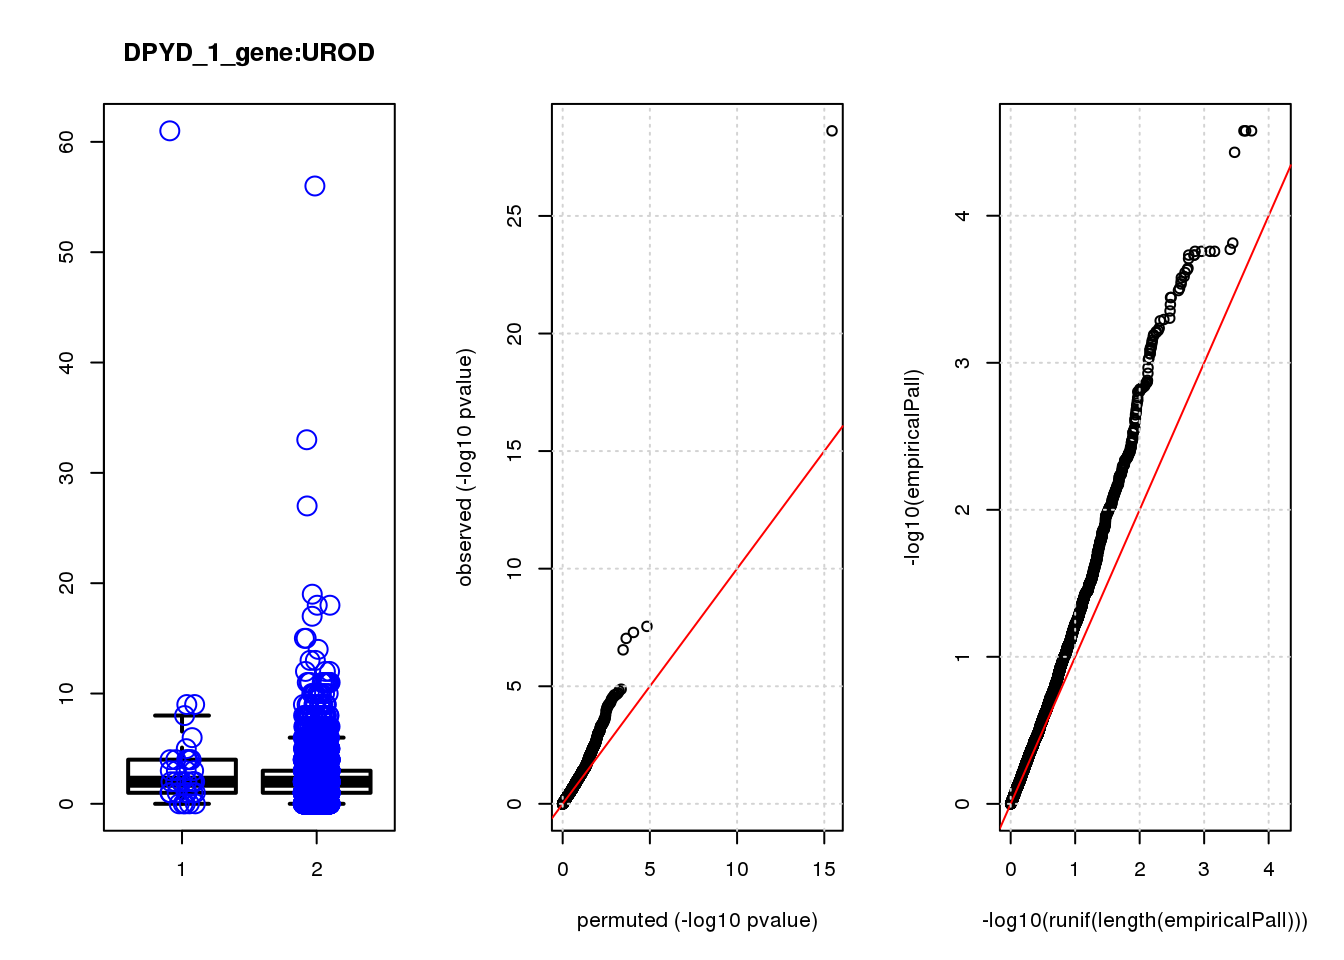 DPYD_1_gene:UROD
60
50
40
30
20
10
0
1 2
observed (-log10 pvalue)
25
20
15
10
5
0
0 5 10 15
permuted (-log10 pvalue)
-log10(empiricalPall)
4
3
2
1
0
0 1 2 3 4
-log10(runif(length(empiricalPall)))